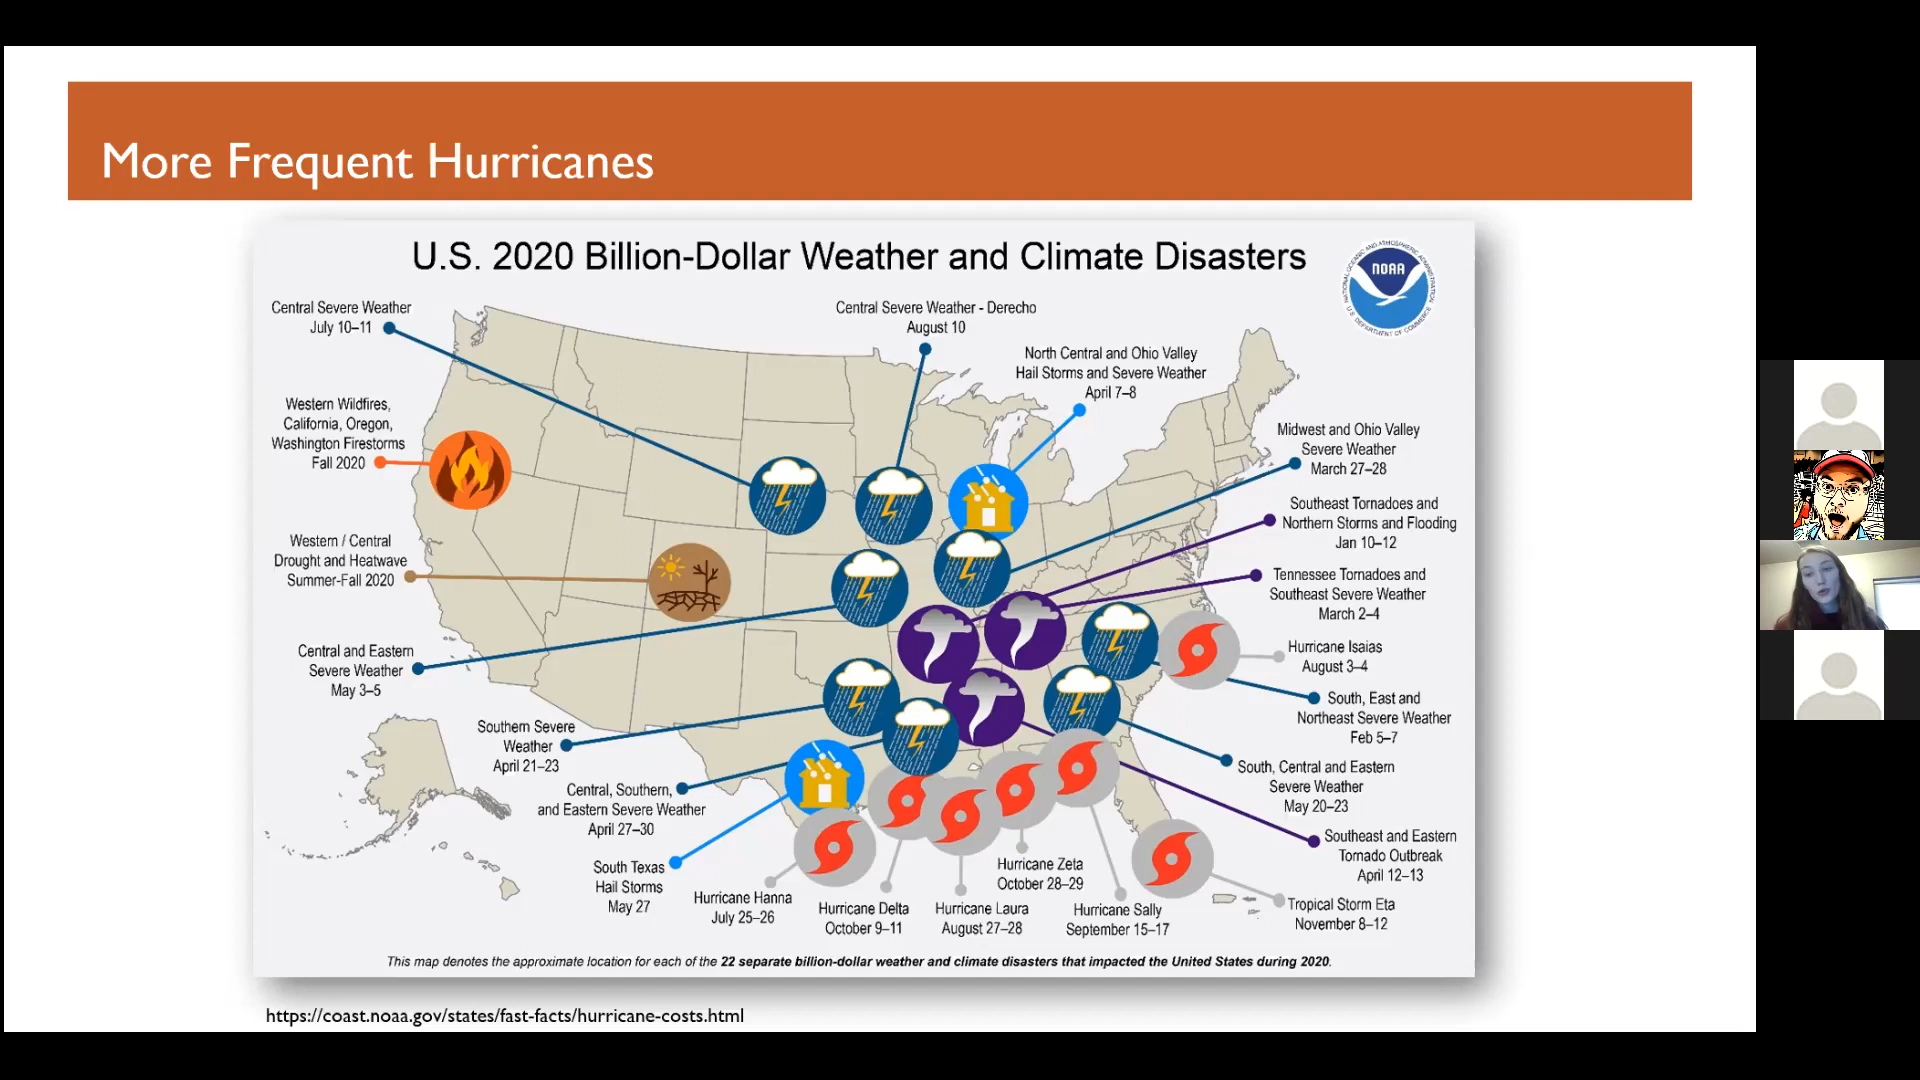 More Frequent Hurricanes
U.S. 2020 Billion-Dollar Weather and Climate Disasters
NATIONAL OCEANIC AND ATMOSPHERIC ADMINISTRATION
NOAA
U.S. DEPARTMENT OF COMMERCE
Central Severe Weather
July 10–11
Central Severe Weather - Derecho
August 10
North Central and Ohio Valley
Hail Storms and Severe Weather
April 7–8
Western Wildfires,
California, Oregon,
Washington Firestorms
Fall 2020
Midwest and Ohio Valley
Severe Weather
March 27–28
Southeast Tornadoes and
Northern Storms and Flooding
Jan 10–12
Western / Central
Drought and Heatwave
Summer-Fall 2020
Tennessee Tornadoes and
Southeast Severe Weather
March 2–4
Hurricane Isaias
August 3–4
Central and Eastern
Severe Weather
May 3–5
South, East and
Northeast Severe Weather
Feb 5–7
Southern Severe
Weather
April 21–23
South, Central and Eastern
Severe Weather
May 20–23
Central, Southern,
and Eastern Severe Weather
April 27–30
Southeast and Eastern
Tornado Outbreak
April 12–13
South Texas
Hail Storms
May 27
Hurricane Hanna
July 25–26
Hurricane Delta
October 9–11
Hurricane Laura
August 27–28
Hurricane Zeta
October 28–29
Hurricane Sally
September 15–17
Tropical Storm Eta
November 8–12
This map denotes the approximate location for each of the 22 separate billion-dollar weather and climate disasters that impacted the United States during 2020.
https://coast.noaa.gov/states/fast-facts/hurricane-costs.html